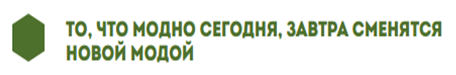 ТО, ЧТО МОДНО СЕГОДНЯ, ЗАВТРА СМЕНЯТСЯ
НОВОЙ МОДОЙ